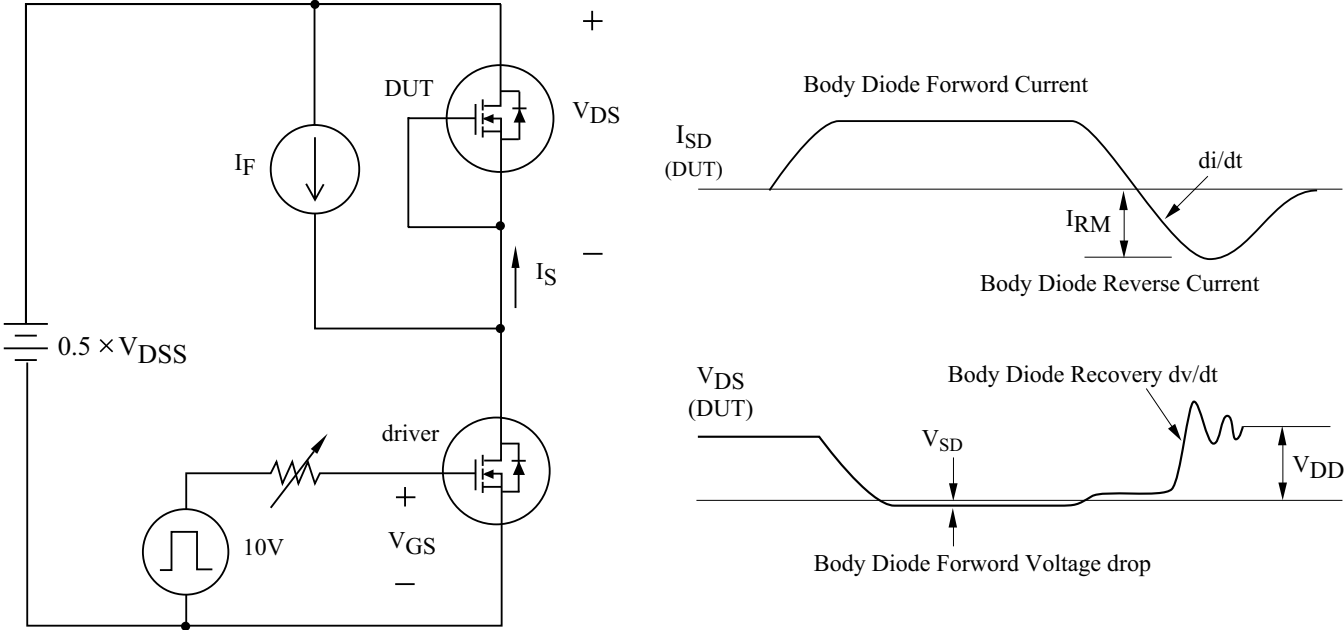 DUT
+
VDS
−
IF
IS
0.5 × VDSS
driver
10V
+
VGS
−
Body Diode Forword Current
ISD
(DUT)
di/dt
IRM
Body Diode Reverse Current
VDS
(DUT)
Body Diode Recovery dv/dt
VSD
VDD
Body Diode Forword Voltage drop